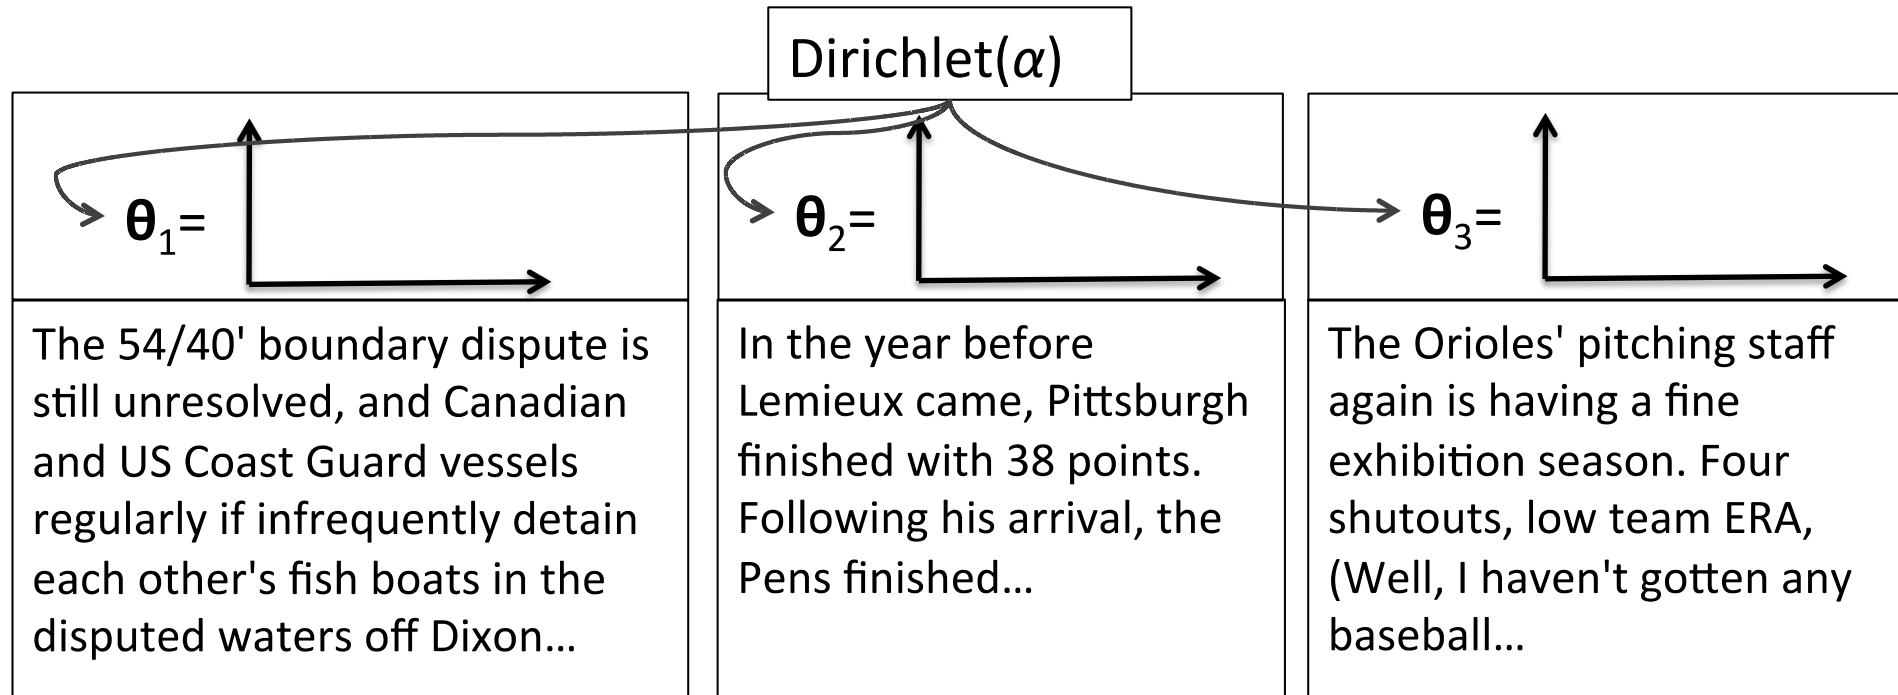 Dirichlet(α)
θ1=
The 54/40' boundary dispute is
still unresolved, and Canadian
and US Coast Guard vessels
regularly if infrequently detain
each other's fish boats in the
disputed waters off Dixon…
θ2=
In the year before
Lemieux came, Pittsburgh
finished with 38 points.
Following his arrival, the
Pens finished…
θ3=
The Orioles' pitching staff
again is having a fine
exhibition season. Four
shutouts, low team ERA,
(Well, I haven't gotten any
baseball…